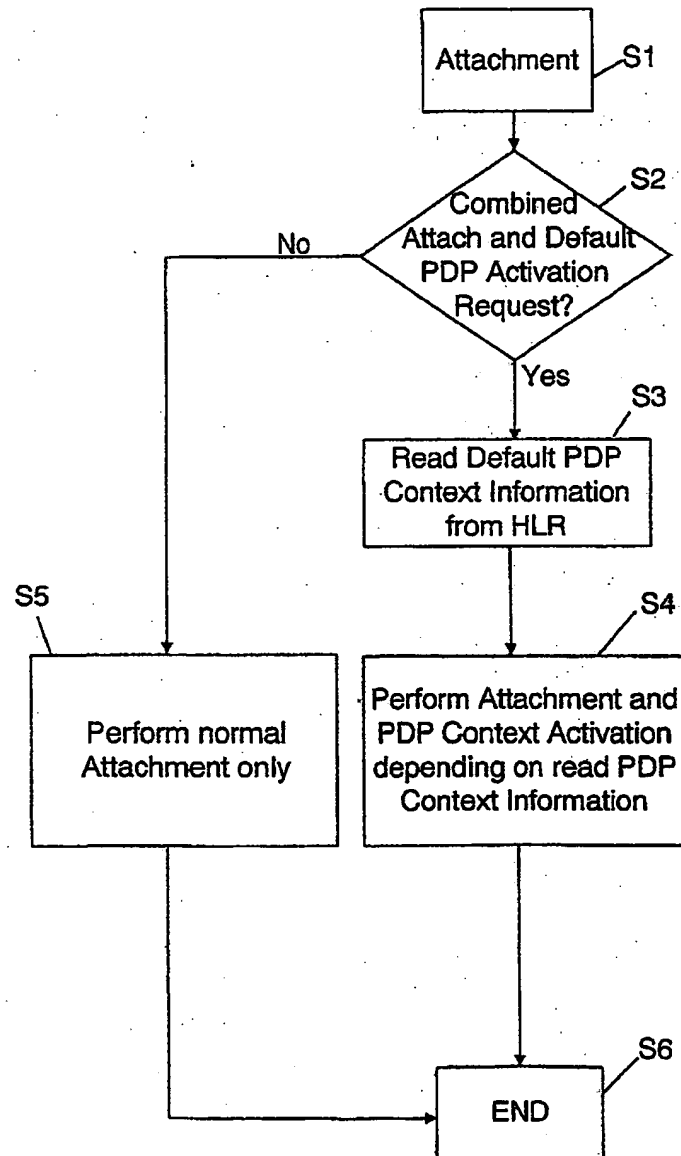 Attachment
S1
S2
Combined
Attach and Default
PDP Activation
Request?
No
Yes
S3
Read Default PDP
Context Information
from HLR
S5
S4
Perform normal
Attachment only
Perform Attachment and
PDP Context Activation
depending on read PDP
Context Information
S6
END